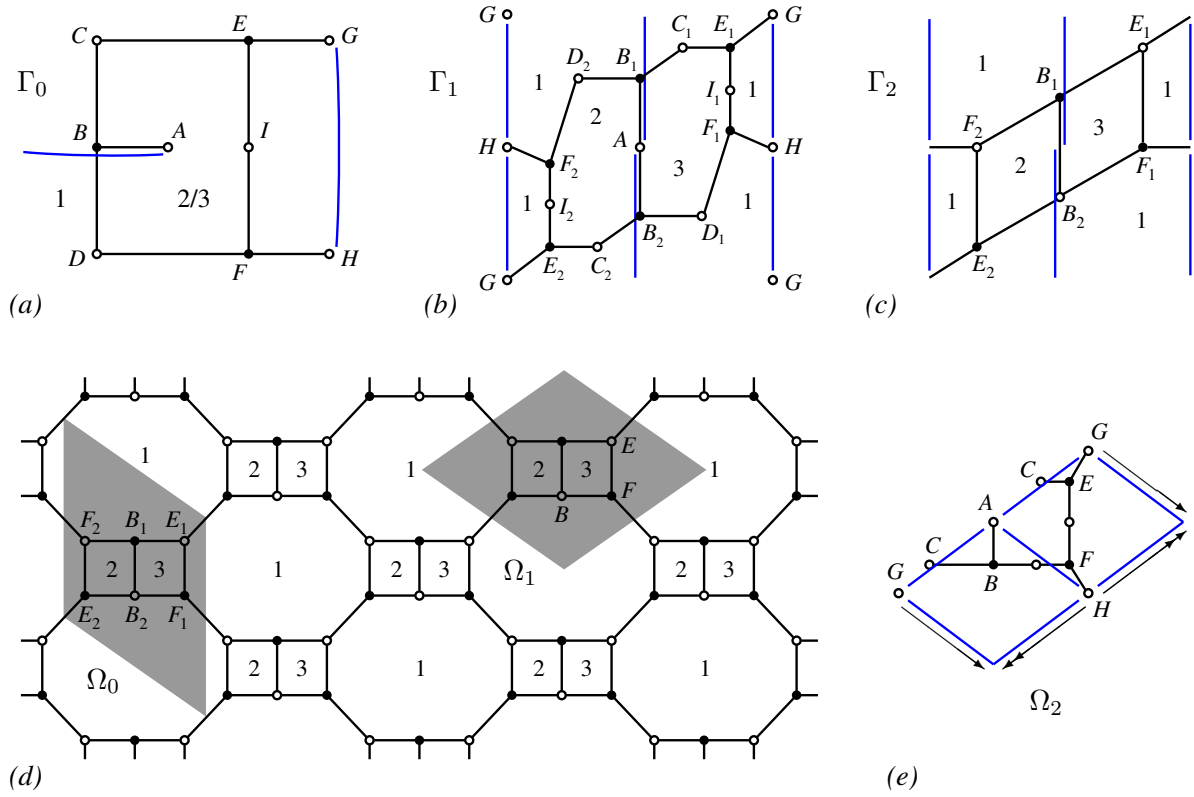 Γ₀
C
E
G
B
A
I
1
2/3
D
F
H
(a)
Γ₁
G
C₁
E₁
G
D₂
B₁
1
I₁
1
2
F₁
H
A
H
F₂
3
1
I₂
1
B₂
D₁
E₂
C₂
G
G
(b)
Γ₂
E₁
1
B₁
1
F₂
3
2
F₁
1
B₂
1
E₂
(c)
1
E
2 3
1
2 3
1
F
B
F₂ B₁ E₁
2 3
1
2 3
Ω₁
2 3
E₂ B₂ F₁
Ω₀
2 3
1
2 3
1
(d)
G
C
E
A
C
G
B
F
H
Ω₂
(e)